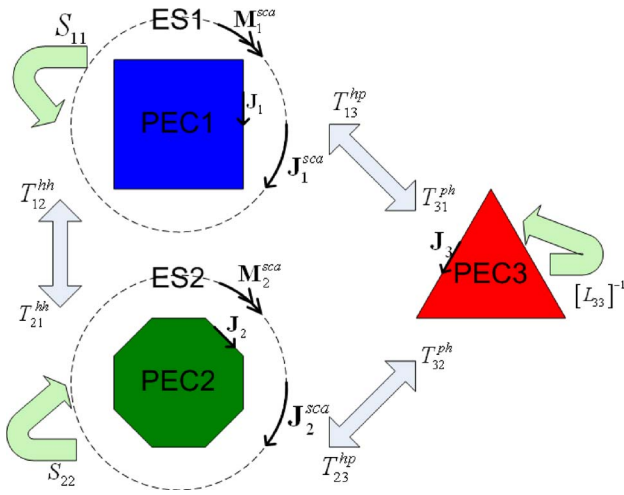 ES1
M₁ˢᶜᵃ
S₁₁
PEC1
J₁
J₁ˢᶜᵃ
T₁₃ʰᵖ
T₁₂ʰʰ
T₃₁ᵖʰ
J₃
PEC3
[L₃₃]⁻¹
T₂₁ʰʰ
ES2
M₂ˢᶜᵃ
J₂
PEC2
J₂ˢᶜᵃ
T₃₂ᵖʰ
S₂₂
T₂₃ʰᵖ